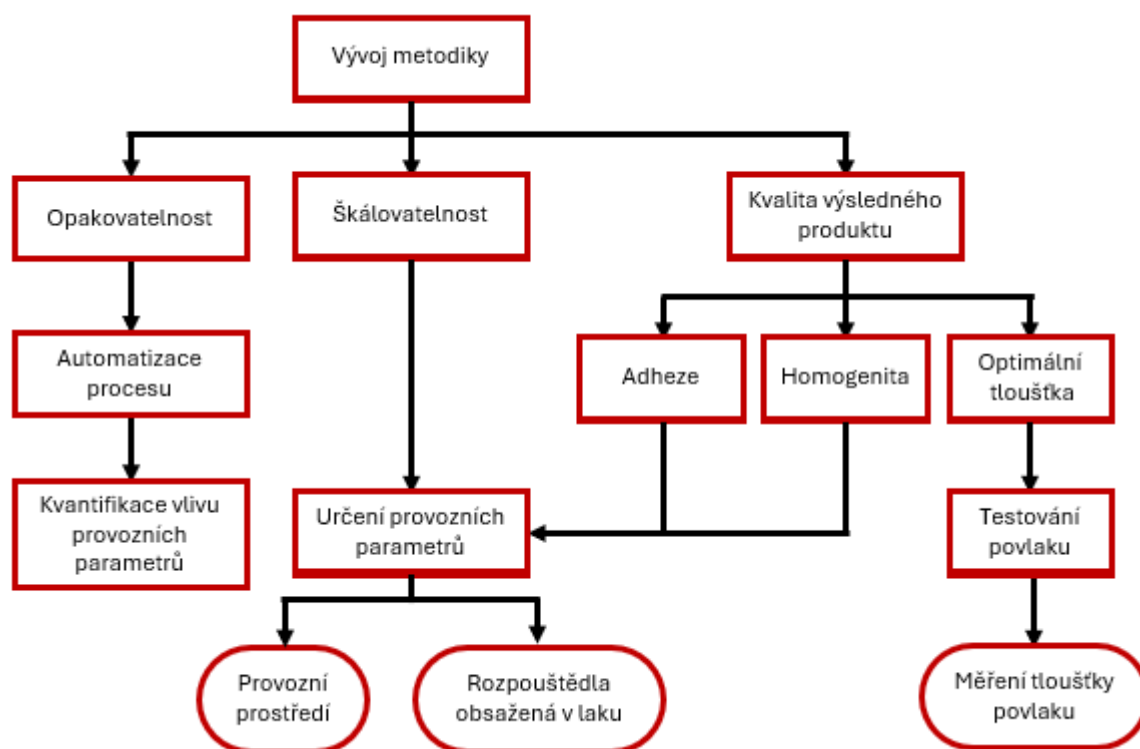 Vývoj metodiky
Opakovatelnost
Škálovatelnost
Kvalita výsledného
produktu
Automatizace
procesu
Adheze
Homogenita
Optimální
tloušťka
Kvantifikace vlivu
provozních
parametrů
Určení provozních
parametrů
Testování
povlaku
Provozní
prostředí
Rozpouštědla
obsažená v laku
Měření tloušťky
povlaku